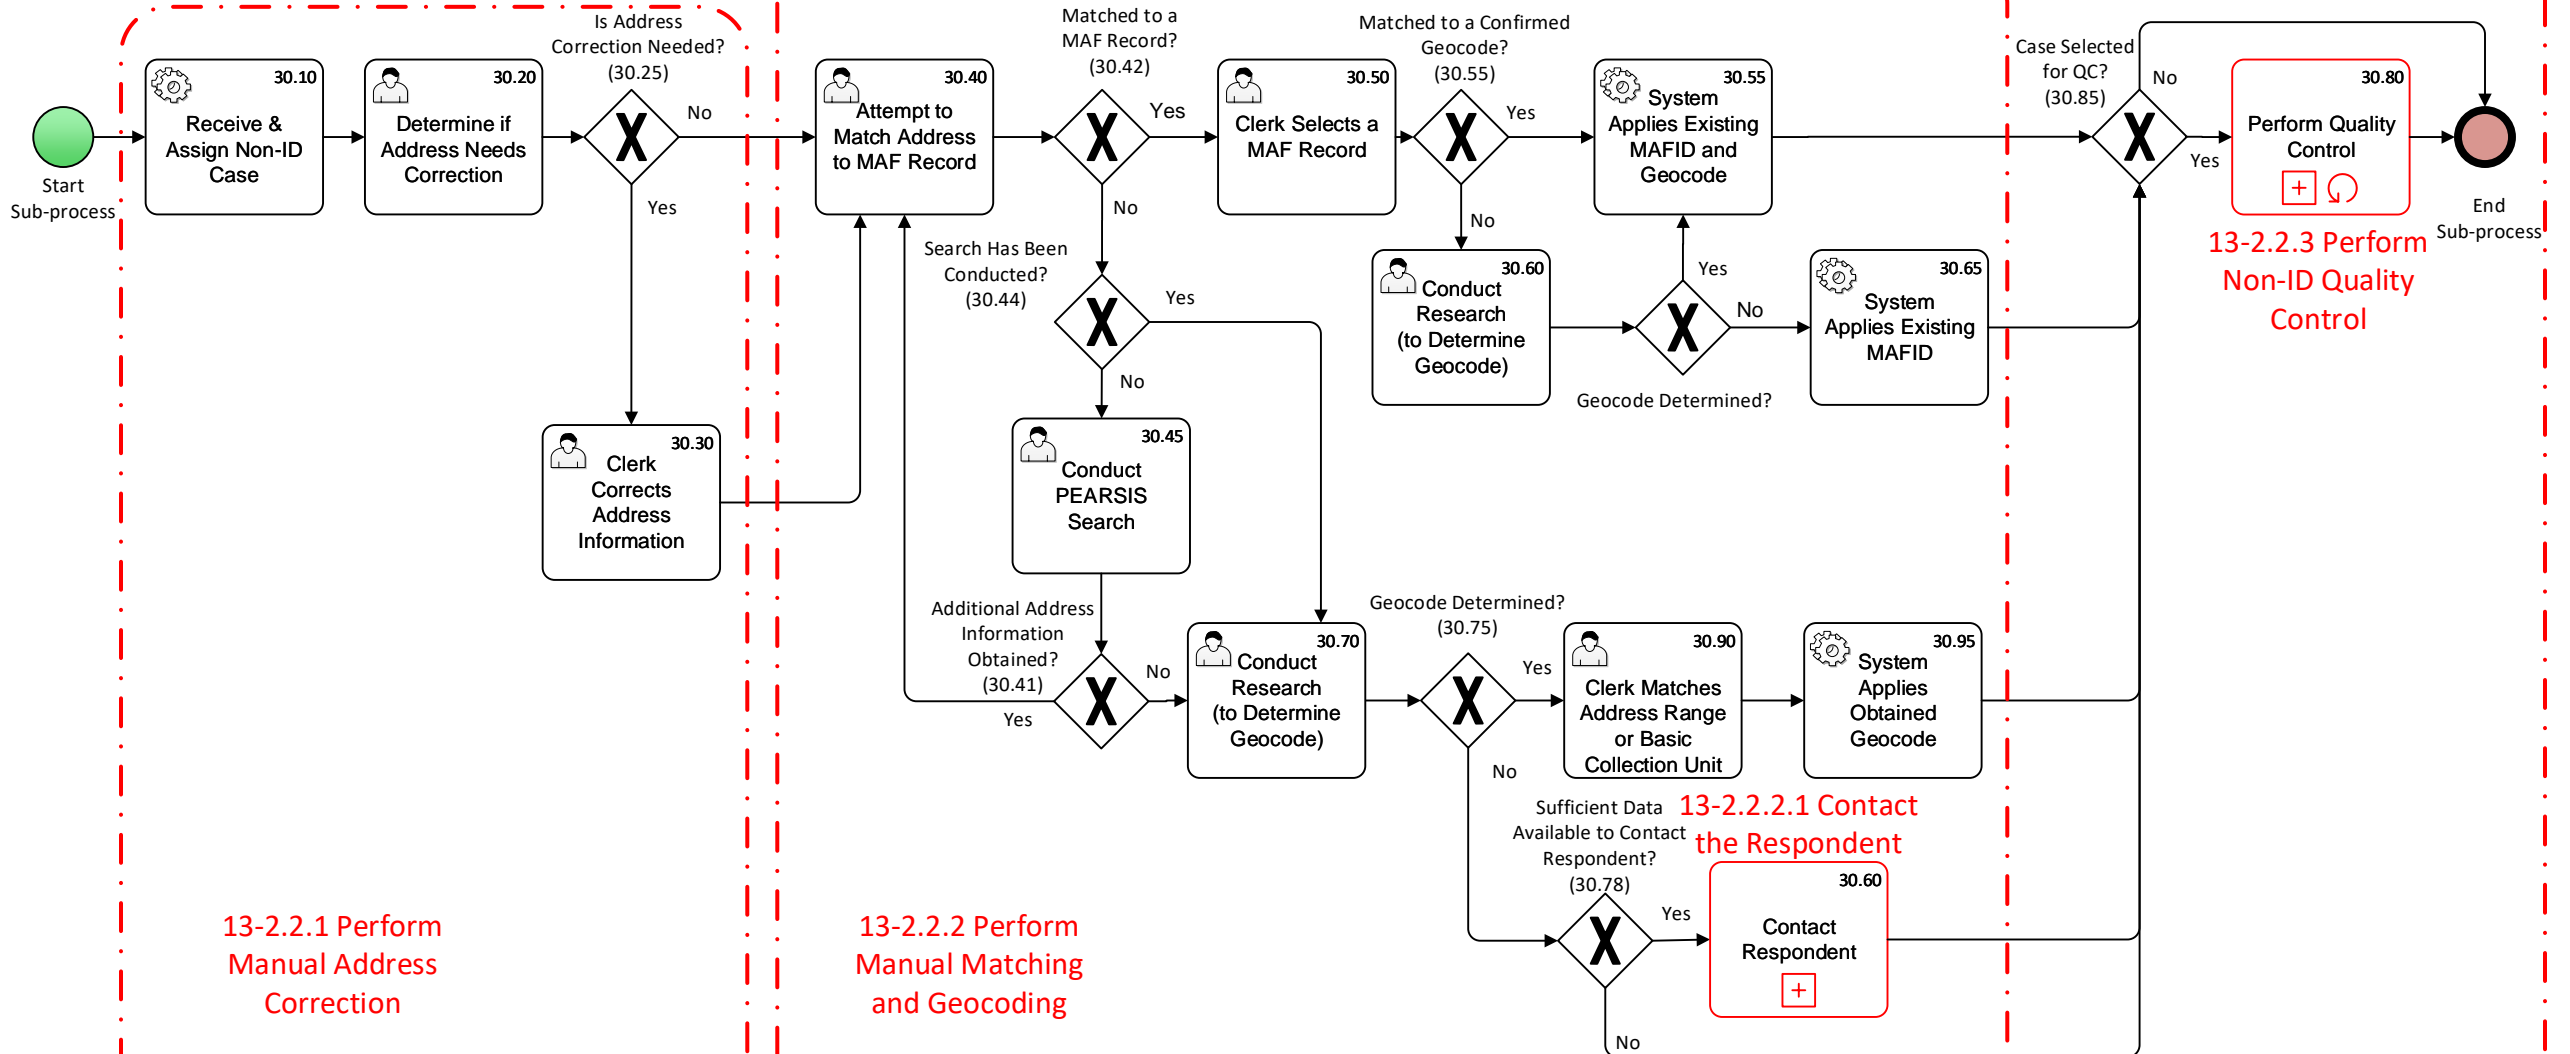 Start
Sub-process
30.10
Receive &
Assign Non-ID
Case
30.20
Determine if
Address Needs
Correction
Is Address
Correction Needed?
(30.25)
No
Yes
30.30
Clerk
Corrects
Address
Information
13-2.2.1 Perform
Manual Address
Correction
30.40
Attempt to
Match Address
to MAF Record
Matched to a
MAF Record?
(30.42)
Yes
No
Search Has Been
Conducted?
(30.44)
Yes
No
30.45
Conduct
PEARSIS
Search
Additional Address
Information
Obtained?
(30.41)
Yes
No
30.50
Clerk Selects a
MAF Record
Matched to a Confirmed
Geocode?
(30.55)
Yes
No
30.55
System
Applies Existing
MAFID and
Geocode
30.60
Conduct
Research
(to Determine
Geocode)
Yes
No
Geocode Determined?
30.65
System
Applies Existing
MAFID
30.70
Conduct
Research
(to Determine
Geocode)
Geocode Determined?
(30.75)
Yes
No
30.90
Clerk Matches
Address Range
or Basic
Collection Unit
30.95
System
Applies
Obtained
Geocode
Sufficient Data
Available to Contact
Respondent?
(30.78)
Yes
No
13-2.2.2.1 Contact
the Respondent
30.60
Contact
Respondent
13-2.2.2 Perform
Manual Matching
and Geocoding
Case Selected
for QC?
(30.85)
No
Yes
30.80
Perform Quality
Control
13-2.2.3 Perform
Non-ID Quality
Control
End
Sub-process